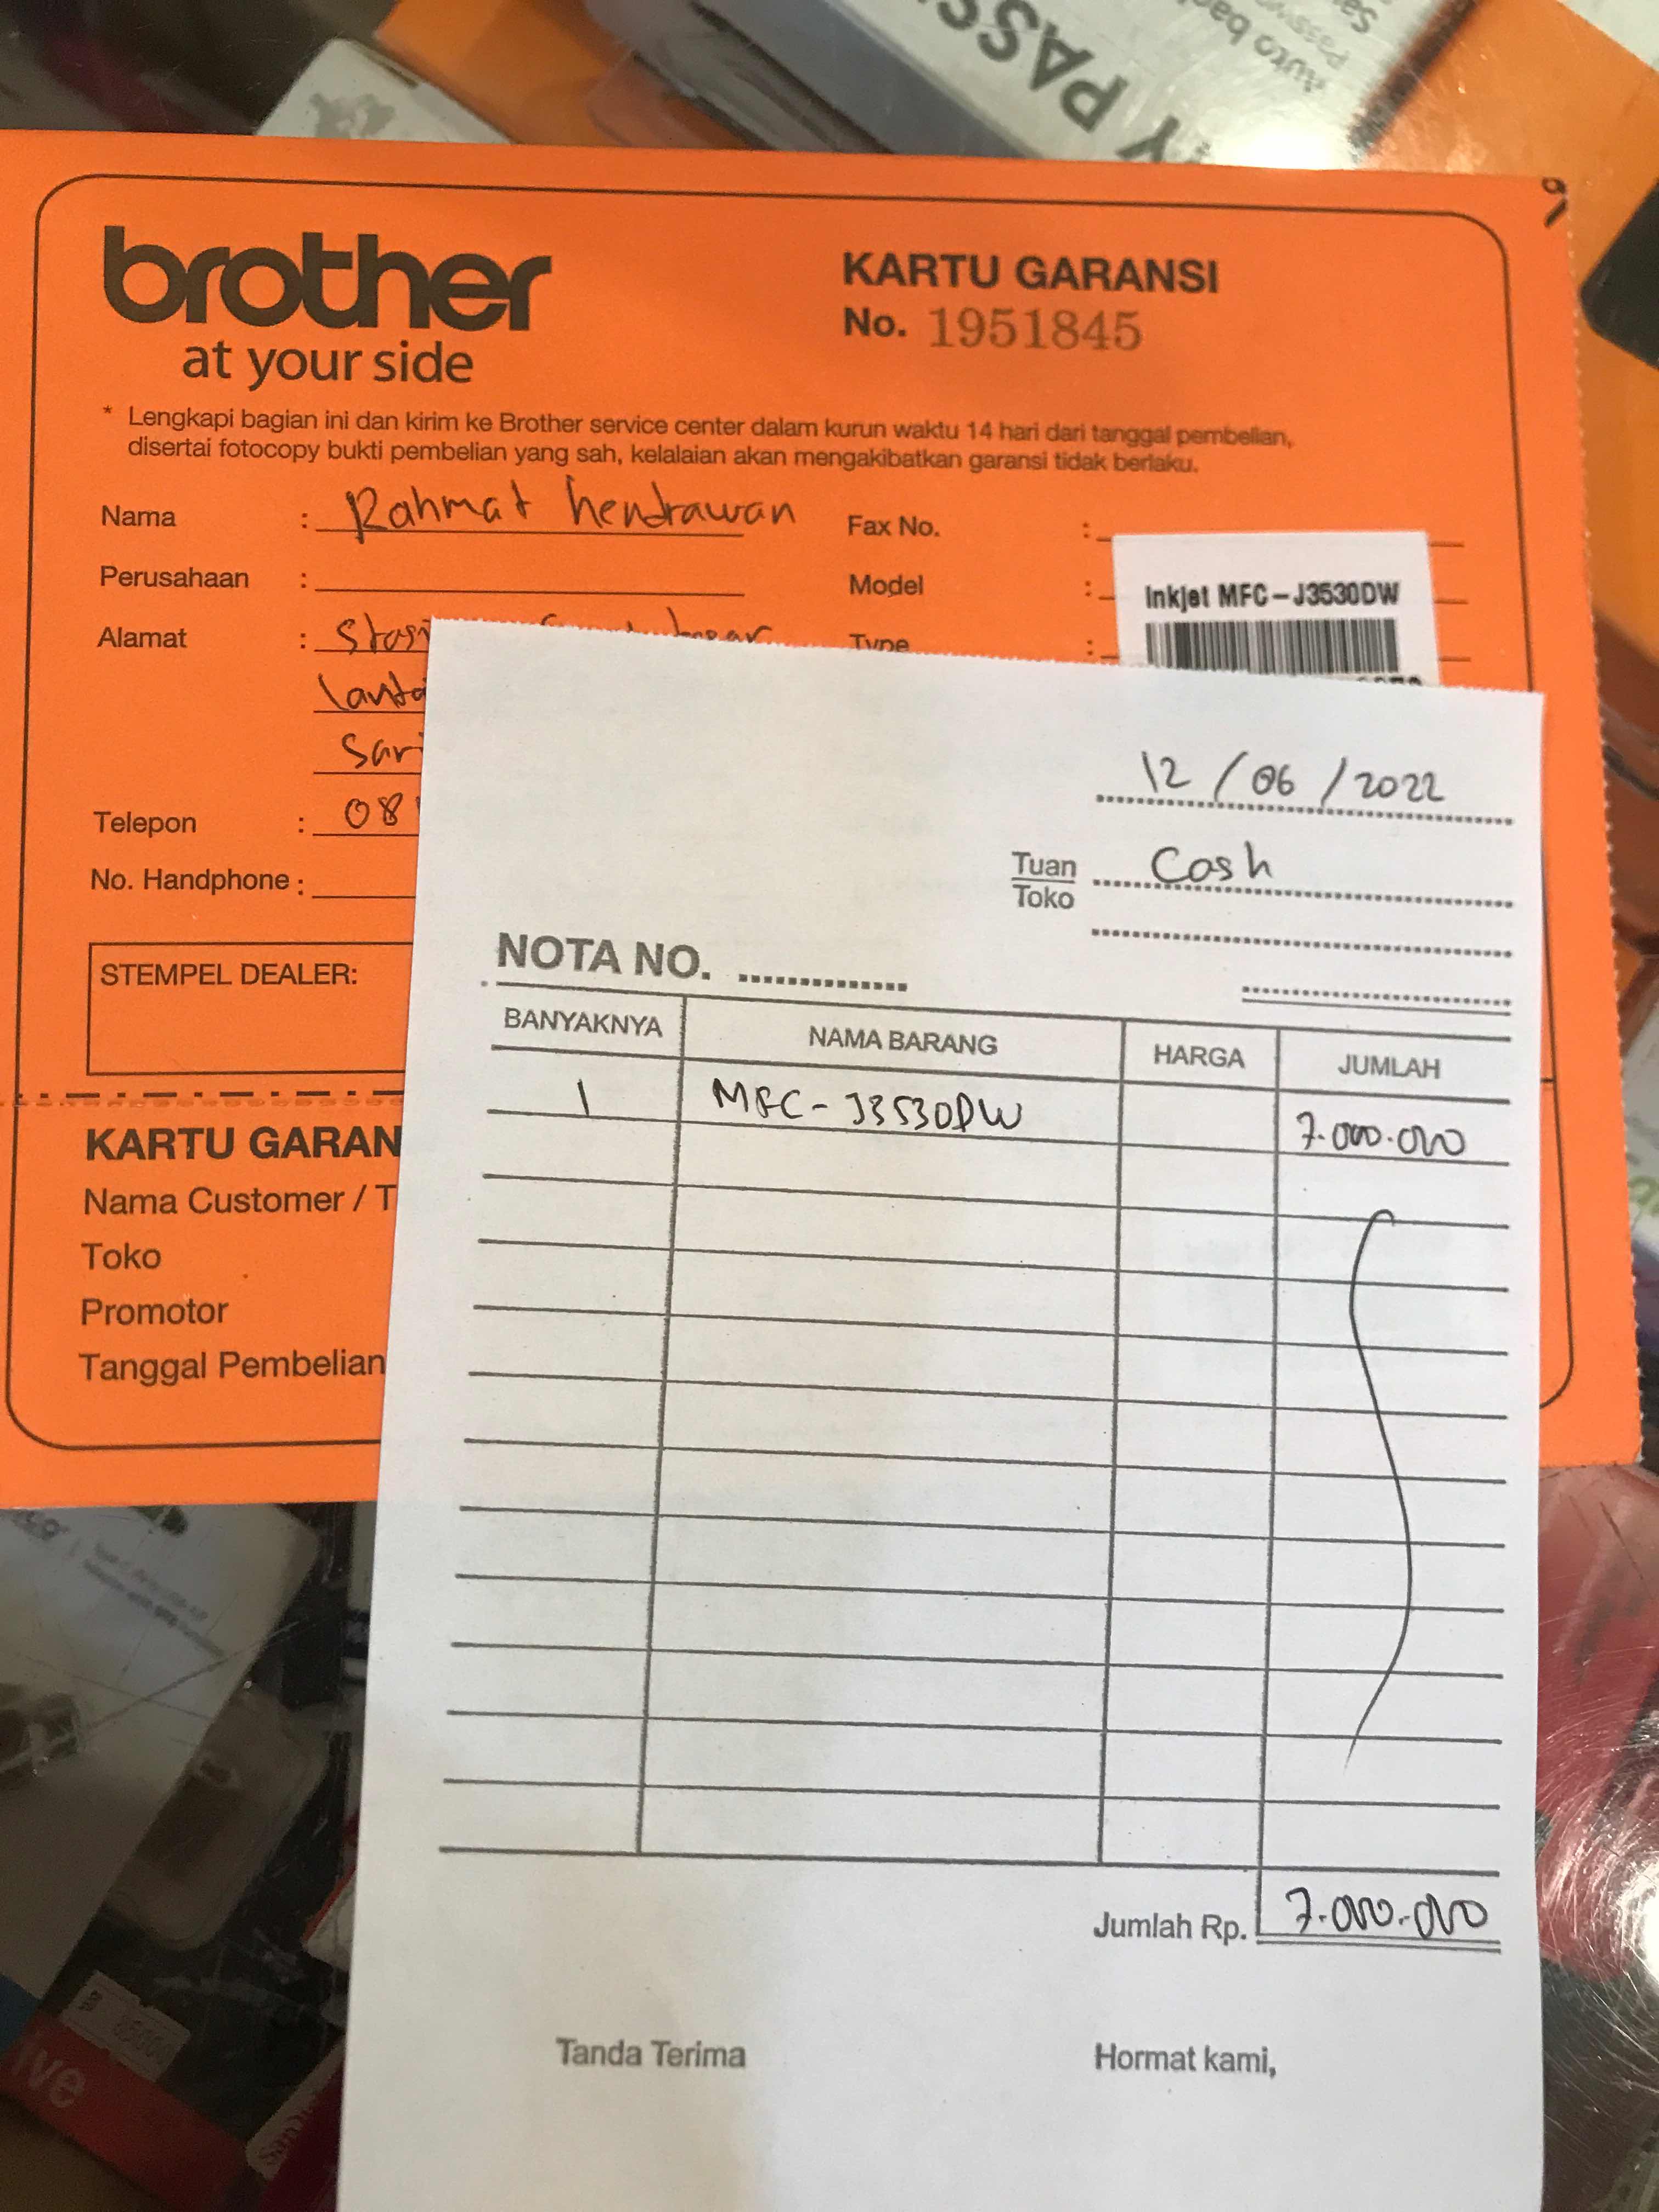 Y PASS
Auto back
brother
at your side
KARTU GARANSI
No. 1951845
* Lengkapi bagian ini dan kirim ke Brother service center dalam kurun waktu 14 hari dari tanggal pembelian,
disertai fotocopy bukti pembelian yang sah, kelalaian akan mengakibatkan garansi tidak berlaku.
Nama : Rahmat hendrawan
Fax No. :
Perusahaan :
Model : Inkjet MFC-J3530DW
Alamat :
Type :
Telepon : 08
No. Handphone :
STEMPEL DEALER:
KARTU GARAN
Nama Customer / T
Toko
Promotor
Tanggal Pembelian
12 / 06 / 2022
Tuan
Toko
Cash
NOTA NO.
BANYAKNYA NAMA BARANG HARGA JUMLAH
1 MFC-J3530DW 7.000.000
Jumlah Rp. 7.000.000
Tanda Terima Hormat kami,
ive